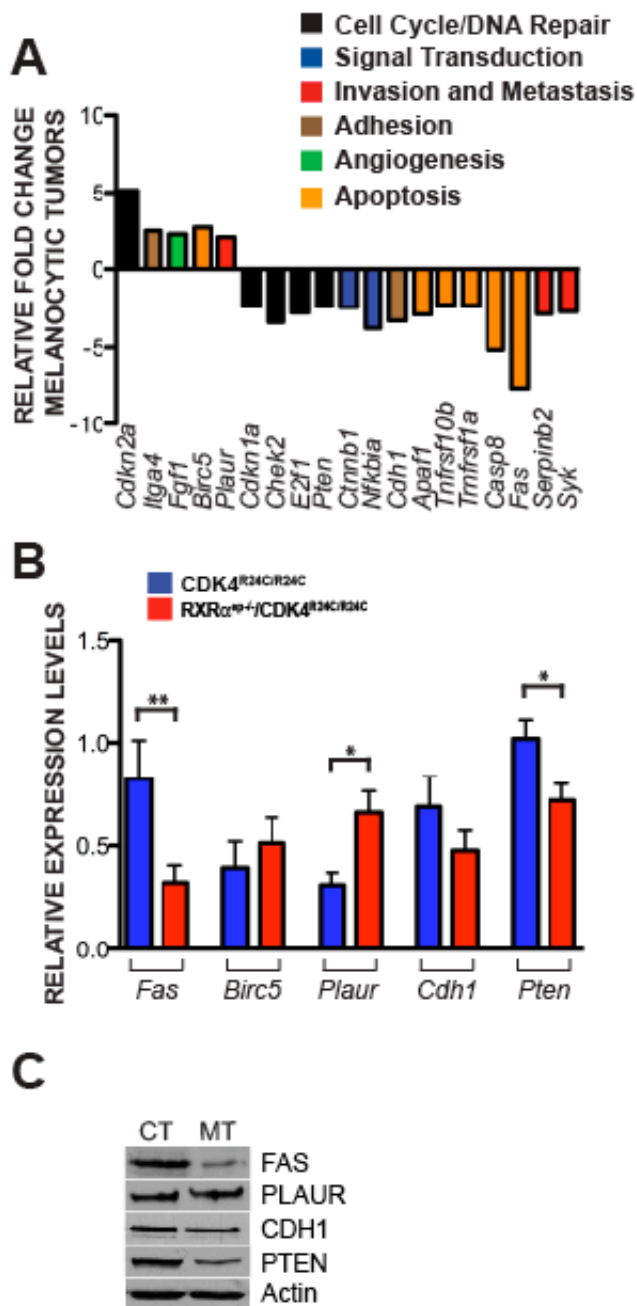 A
Cell Cycle/DNA Repair
Signal Transduction
Invasion and Metastasis
Adhesion
Angiogenesis
Apoptosis
RELATIVE FOLD CHANGE
MELANOCYTIC TUMORS
10
5
0
-5
-10
Cdkn2a
Itga4
Fgf1
Birc5
Plaur
Cdkn1a
Chek2
E2f1
Pten
Ctnnb1
Nfkbia
Cdh1
Apaf1
Tnfrsf10b
Tmfrsf1a
Casp8
Fas
Serpinb2
Syk
B
CDK4R24C/R24C
RXRαep-/-/CDK4R24C/R24C
RELATIVE EXPRESSION LEVELS
1.5
1.0
0.5
0.0
**
*
*
Fas Birc5 Plaur Cdh1 Pten
C
CT MT
FAS
PLAUR
CDH1
PTEN
Actin